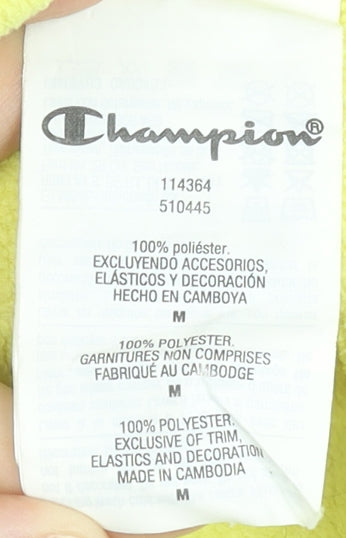 Champion®
114364
510445
100% poliéster.
EXCLUYENDO ACCESORIOS,
ELÁSTICOS Y DECORACIÓN
HECHO EN CAMBOYA
M
100% POLYESTER.
GARNITURES NON COMPRISES
FABRIQUÉ AU CAMBODGE
M
100% POLYESTER.
EXCLUSIVE OF TRIM,
ELASTICS AND DECORATION
MADE IN CAMBODIA
M